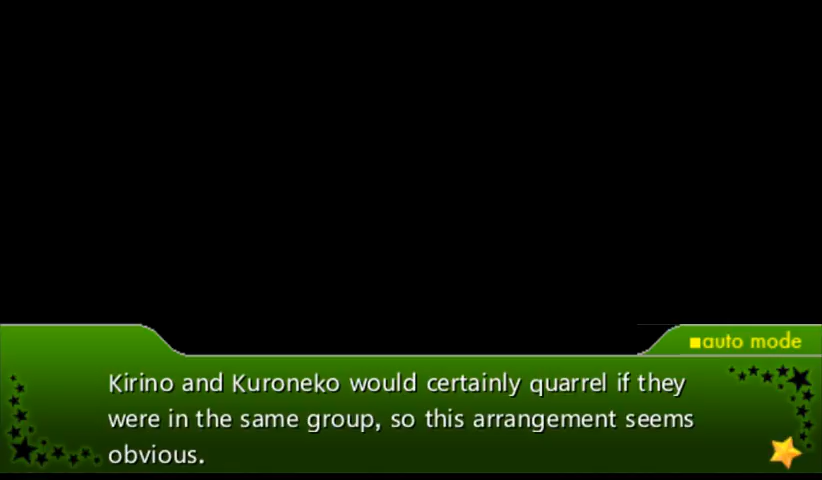 ■auto mode
Kirino and Kuroneko would certainly quarrel if they
were in the same group, so this arrangement seems
obvious.